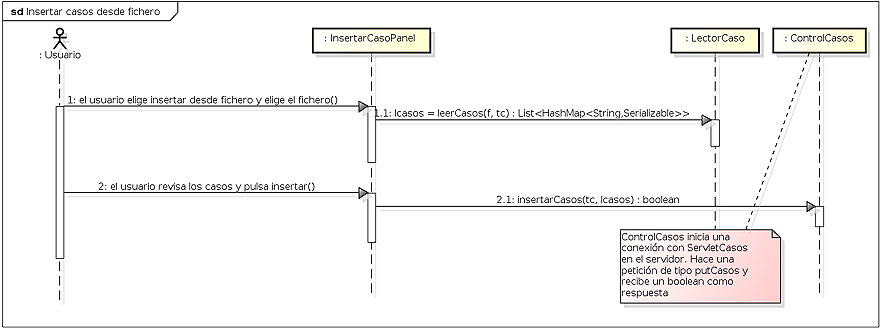 sd Insertar casos desde fichero
: Usuario
: InsertarCasoPanel
: LectorCaso
: ControlCasos
1: el usuario elige insertar desde fichero y elige el fichero()
1.1: lcasos = leerCasos(f, tc) : List<HashMap<String,Serializable>>
2: el usuario revisa los casos y pulsa insertar()
2.1: insertarCasos(tc, lcasos) : boolean
ControlCasos inicia una
conexión con ServletCasos
en el servidor. Hace una
petición de tipo putCasos y
recibe un boolean como
respuesta